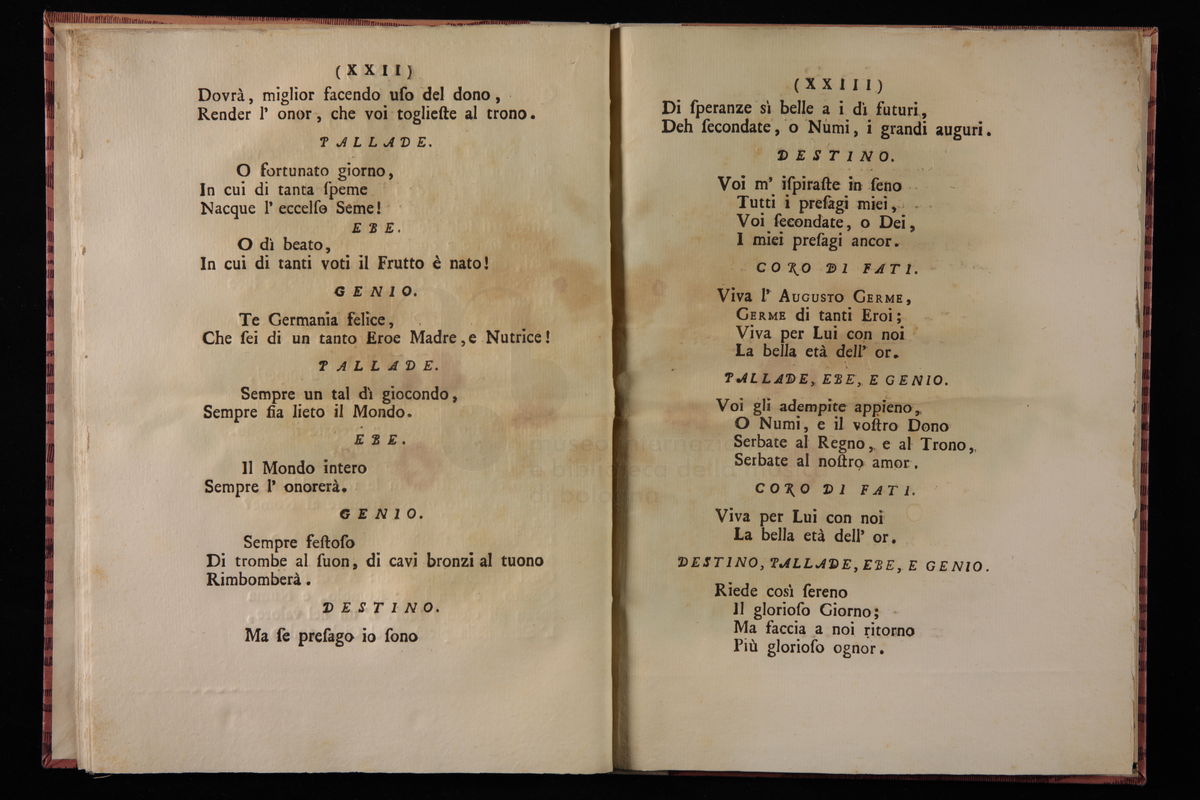 (XXII)
Dovrà, miglior facendo uſo del dono,
Render l' onor, che voi toglieſte al trono.
PALLADE.
O fortunato giorno,
In cui di tanta ſpeme
Nacque l' eccelſo Seme!
EBE.
O dì beato,
In cui di tanti voti il Frutto è nato!
GENIO.
Te Germania felice,
Che ſei di un tanto Eroe Madre, e Nutrice!
PALLADE.
Sempre un tal dì giocondo,
Sempre ſia lieto il Mondo.
EBE.
Il Mondo intero
Sempre l' onorerà.
GENIO.
Sempre feſtoſo
Di trombe al ſuon, di cavi bronzi al tuono
Rimbomberà.
DESTINO.
Ma ſe preſago io ſono
(XXIII)
Di ſperanze sì belle a i dì futuri,
Deh ſecondate, o Numi, i grandi auguri.
DESTINO.
Voi m' iſpiraſte in ſeno
Tutti i preſagi miei,
Voi ſecondate, o Dei,
I miei preſagi ancor.
CORO DI FATI.
Viva l' AUGUSTO GERME,
GERME di tanti Eroi;
Viva per Lui con noi
La bella età dell' or.
PALLADE, EBE, E GENIO.
Voi gli adempite appieno,
O Numi, e il voſtro Dono
Serbate al Regno, e al Trono,
Serbate al noſtro amor.
CORO DI FATI.
Viva per Lui con noi
La bella età dell' or.
DESTINO, PALLADE, EBE, E GENIO.
Riede così ſereno
Il glorioſo Giorno;
Ma faccia a noi ritorno
Più glorioſo ognor.
museo internazionale
e biblioteca della musica
di bologna